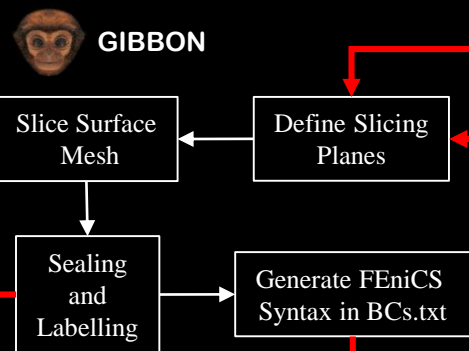 GIBBON
Slice Surface
Mesh
Define Slicing
Planes
Sealing
and
Labelling
Generate FEniCS
Syntax in BCs.txt